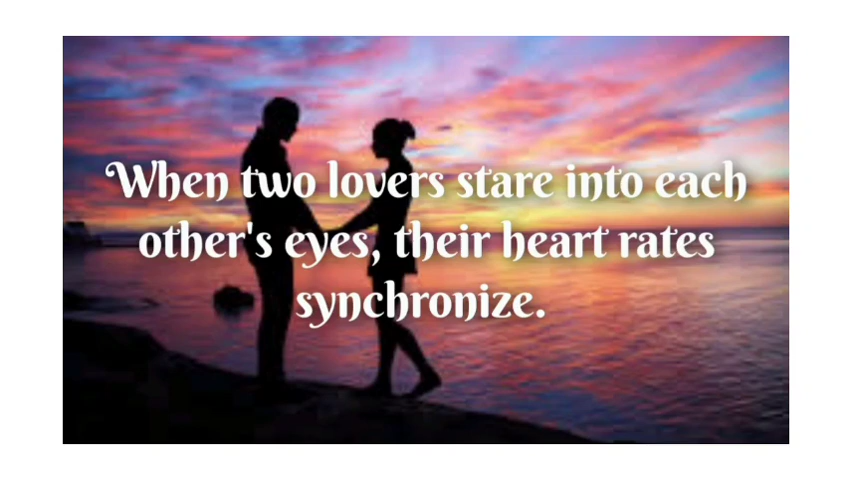 When two lovers stare into each
other's eyes, their heart rates
synchronize.